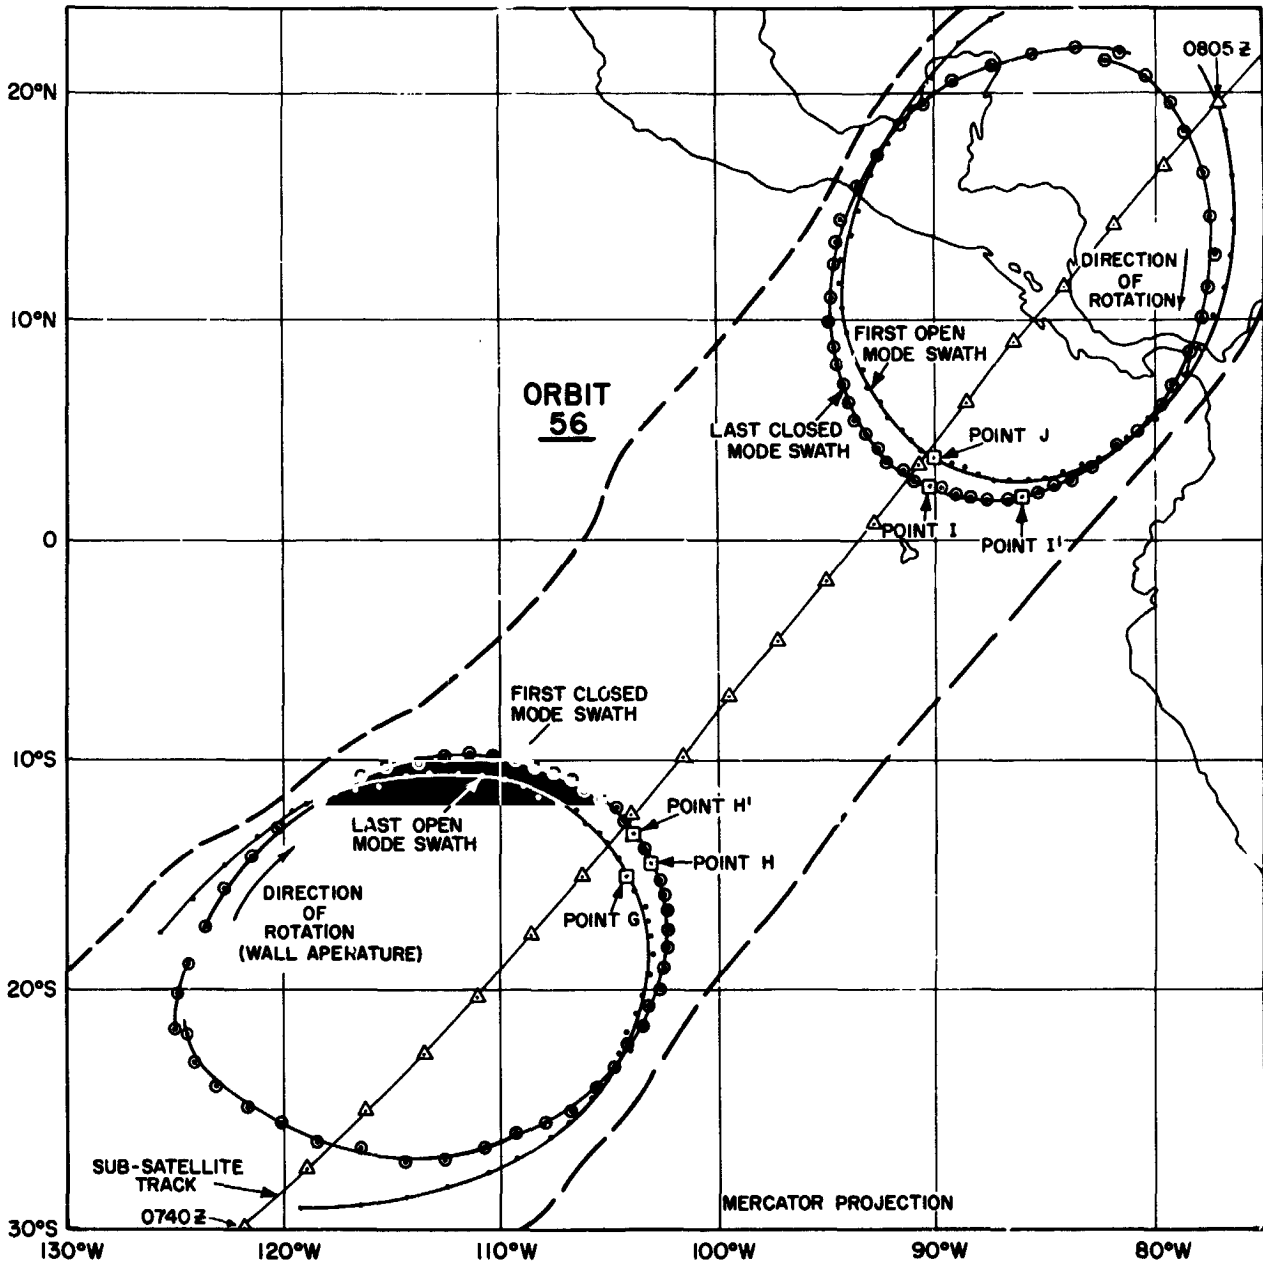 0805 Z
20°N
DIRECTION
OF
ROTATION
10°N
FIRST OPEN
MODE SWATH
ORBIT
56
LAST CLOSED
MODE SWATH
POINT J
POINT I
POINT I'
0
FIRST CLOSED
MODE SWATH
10°S
LAST OPEN
MODE SWATH
POINT H'
POINT H
POINT G
DIRECTION
OF
ROTATION
(WALL APERATURE)
20°S
SUB-SATELLITE
TRACK
0740 Z
MERCATOR PROJECTION
30°S
130°W 120°W 110°W 100°W 90°W 80°W